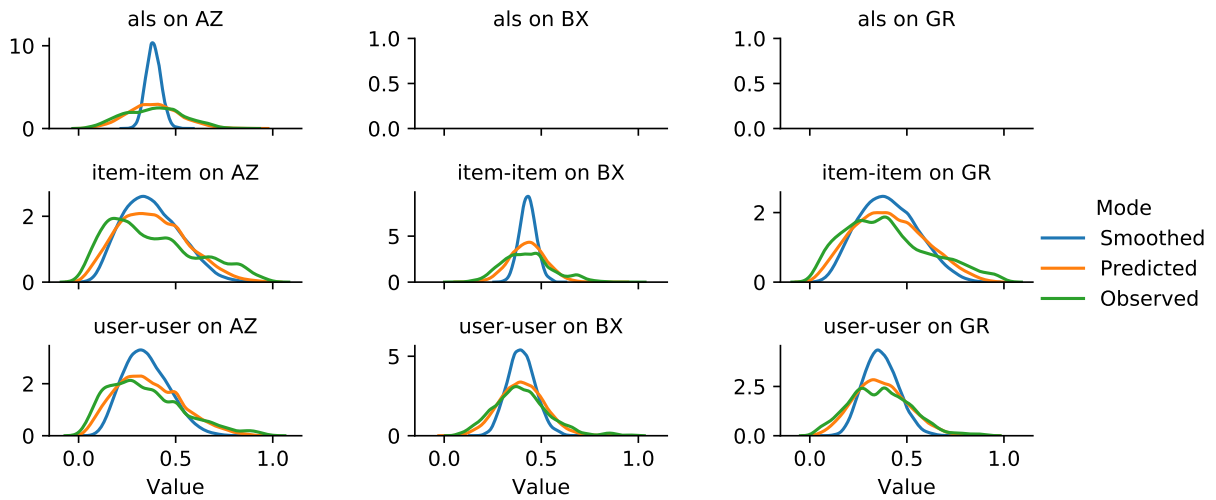 als on AZ
als on BX
als on GR
10
0
1.0
0.5
0.0
1.0
0.5
0.0
item-item on AZ
item-item on BX
item-item on GR
2
0
5
0
2
0
Mode
Smoothed
Predicted
Observed
user-user on AZ
user-user on BX
user-user on GR
2
0
5
0
2.5
0.0
0.0 0.5 1.0
0.0 0.5 1.0
0.0 0.5 1.0
Value
Value
Value